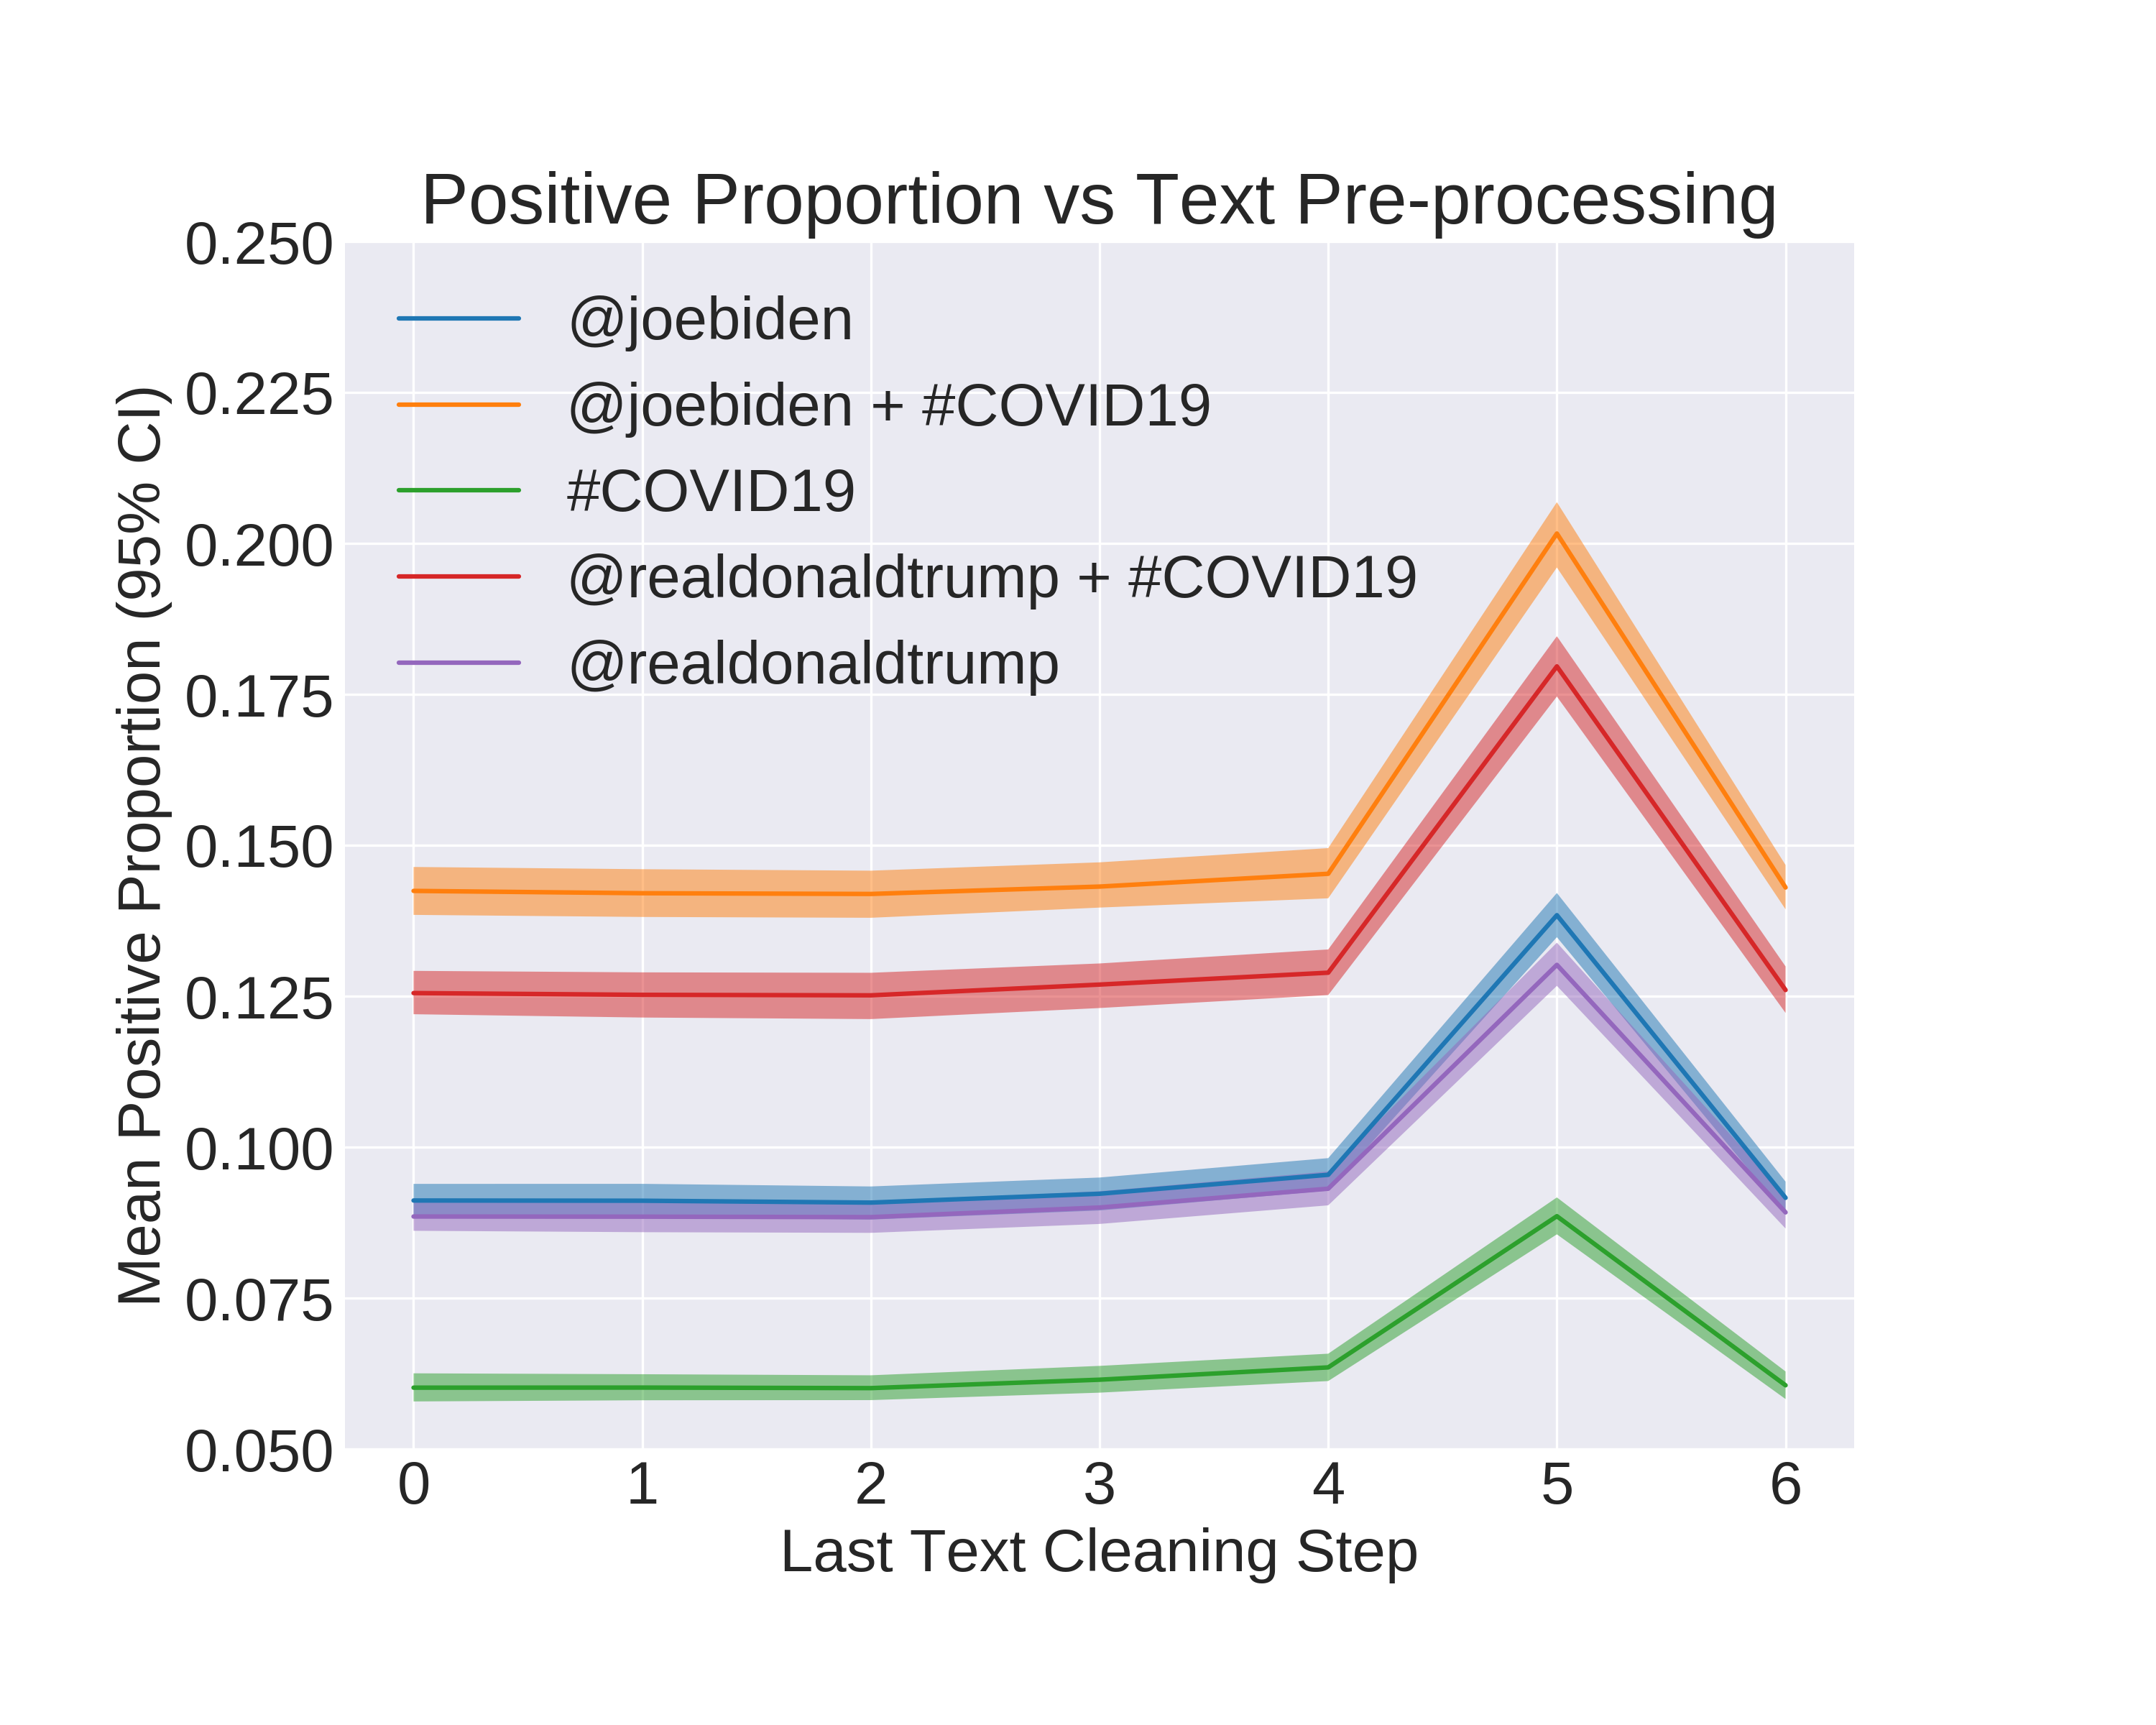 Positive Proportion vs Text Pre-processing
0.250
0.225
0.200
0.175
0.150
0.125
0.100
0.075
0.050
Mean Positive Proportion (95% CI)
@joebiden
@joebiden + #COVID19
#COVID19
@realdonaldtrump + #COVID19
@realdonaldtrump
0 1 2 3 4 5 6
Last Text Cleaning Step